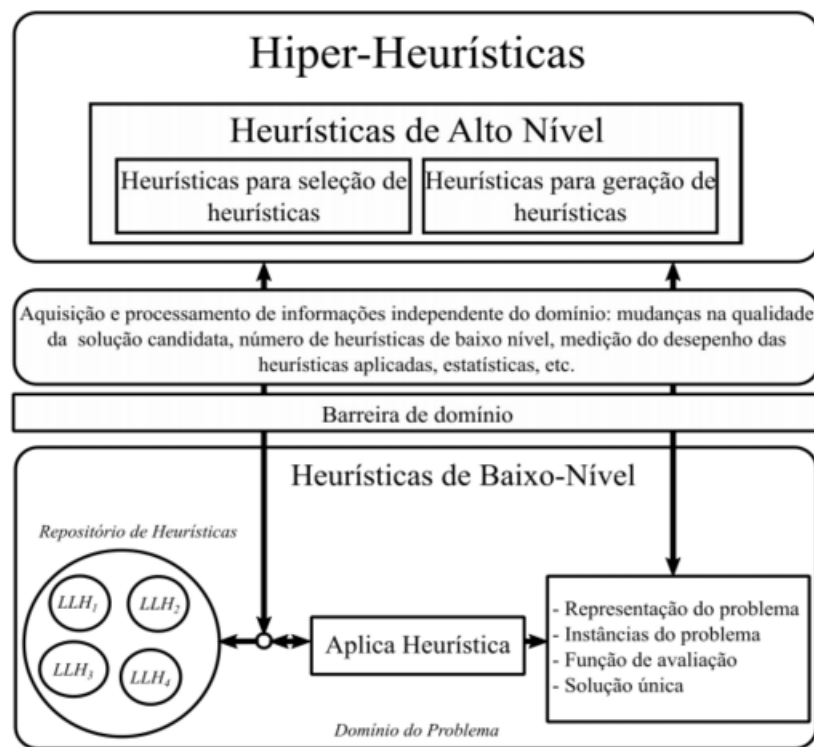 Hiper-Heurísticas
Heurísticas de Alto Nível
Heurísticas para seleção de
heurísticas
Heurísticas para geração de
heurísticas
Aquisição e processamento de informações independente do domínio: mudanças na qualidade
da solução candidata, número de heurísticas de baixo nível, medição do desepenho das
heurísticas aplicadas, estatísticas, etc.
Barreira de domínio
Heurísticas de Baixo-Nível
Repositório de Heurísticas
LLH1
LLH2
LLH3
LLH4
Aplica Heurística
- Representação do problema
- Instâncias do problema
- Função de avaliação
- Solução única
Domínio do Problema